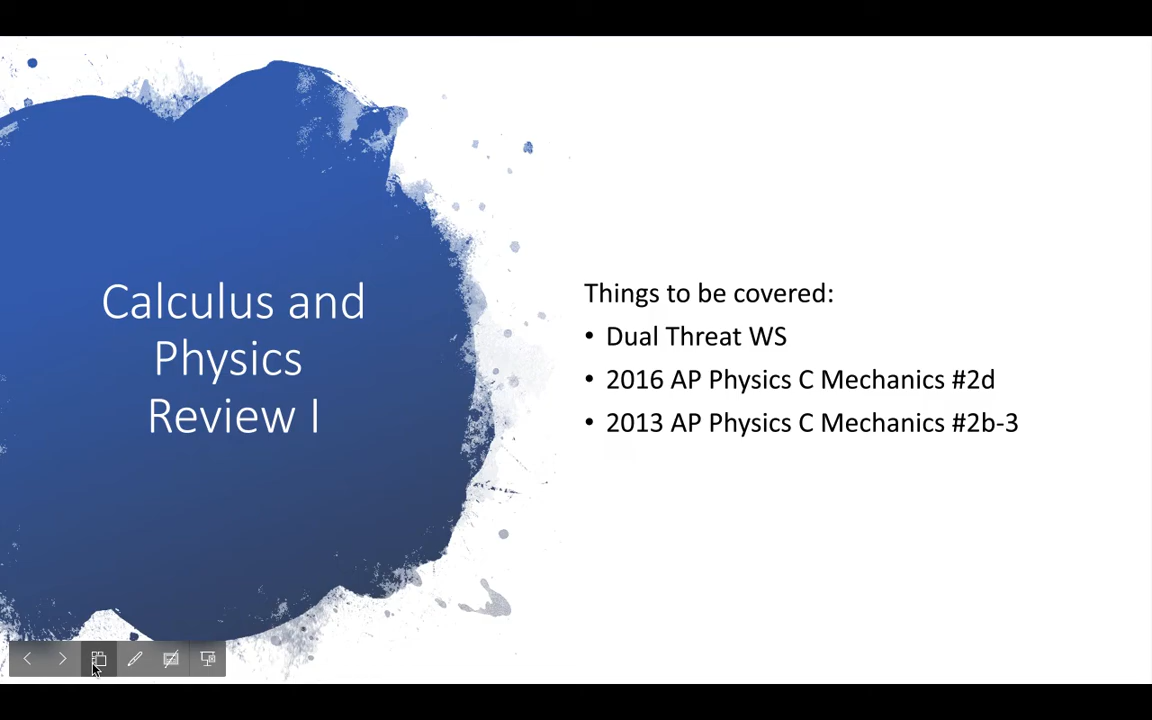 Calculus and
Physics
Review I
Things to be covered:
• Dual Threat WS
• 2016 AP Physics C Mechanics #2d
• 2013 AP Physics C Mechanics #2b-3